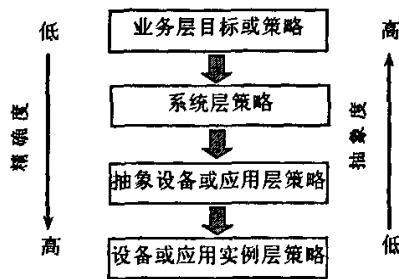 低
业务层目标或策略
高
系统层策略
精确度
抽象度
抽象设备或应用层策略
高
设备或应用实例层策略
低